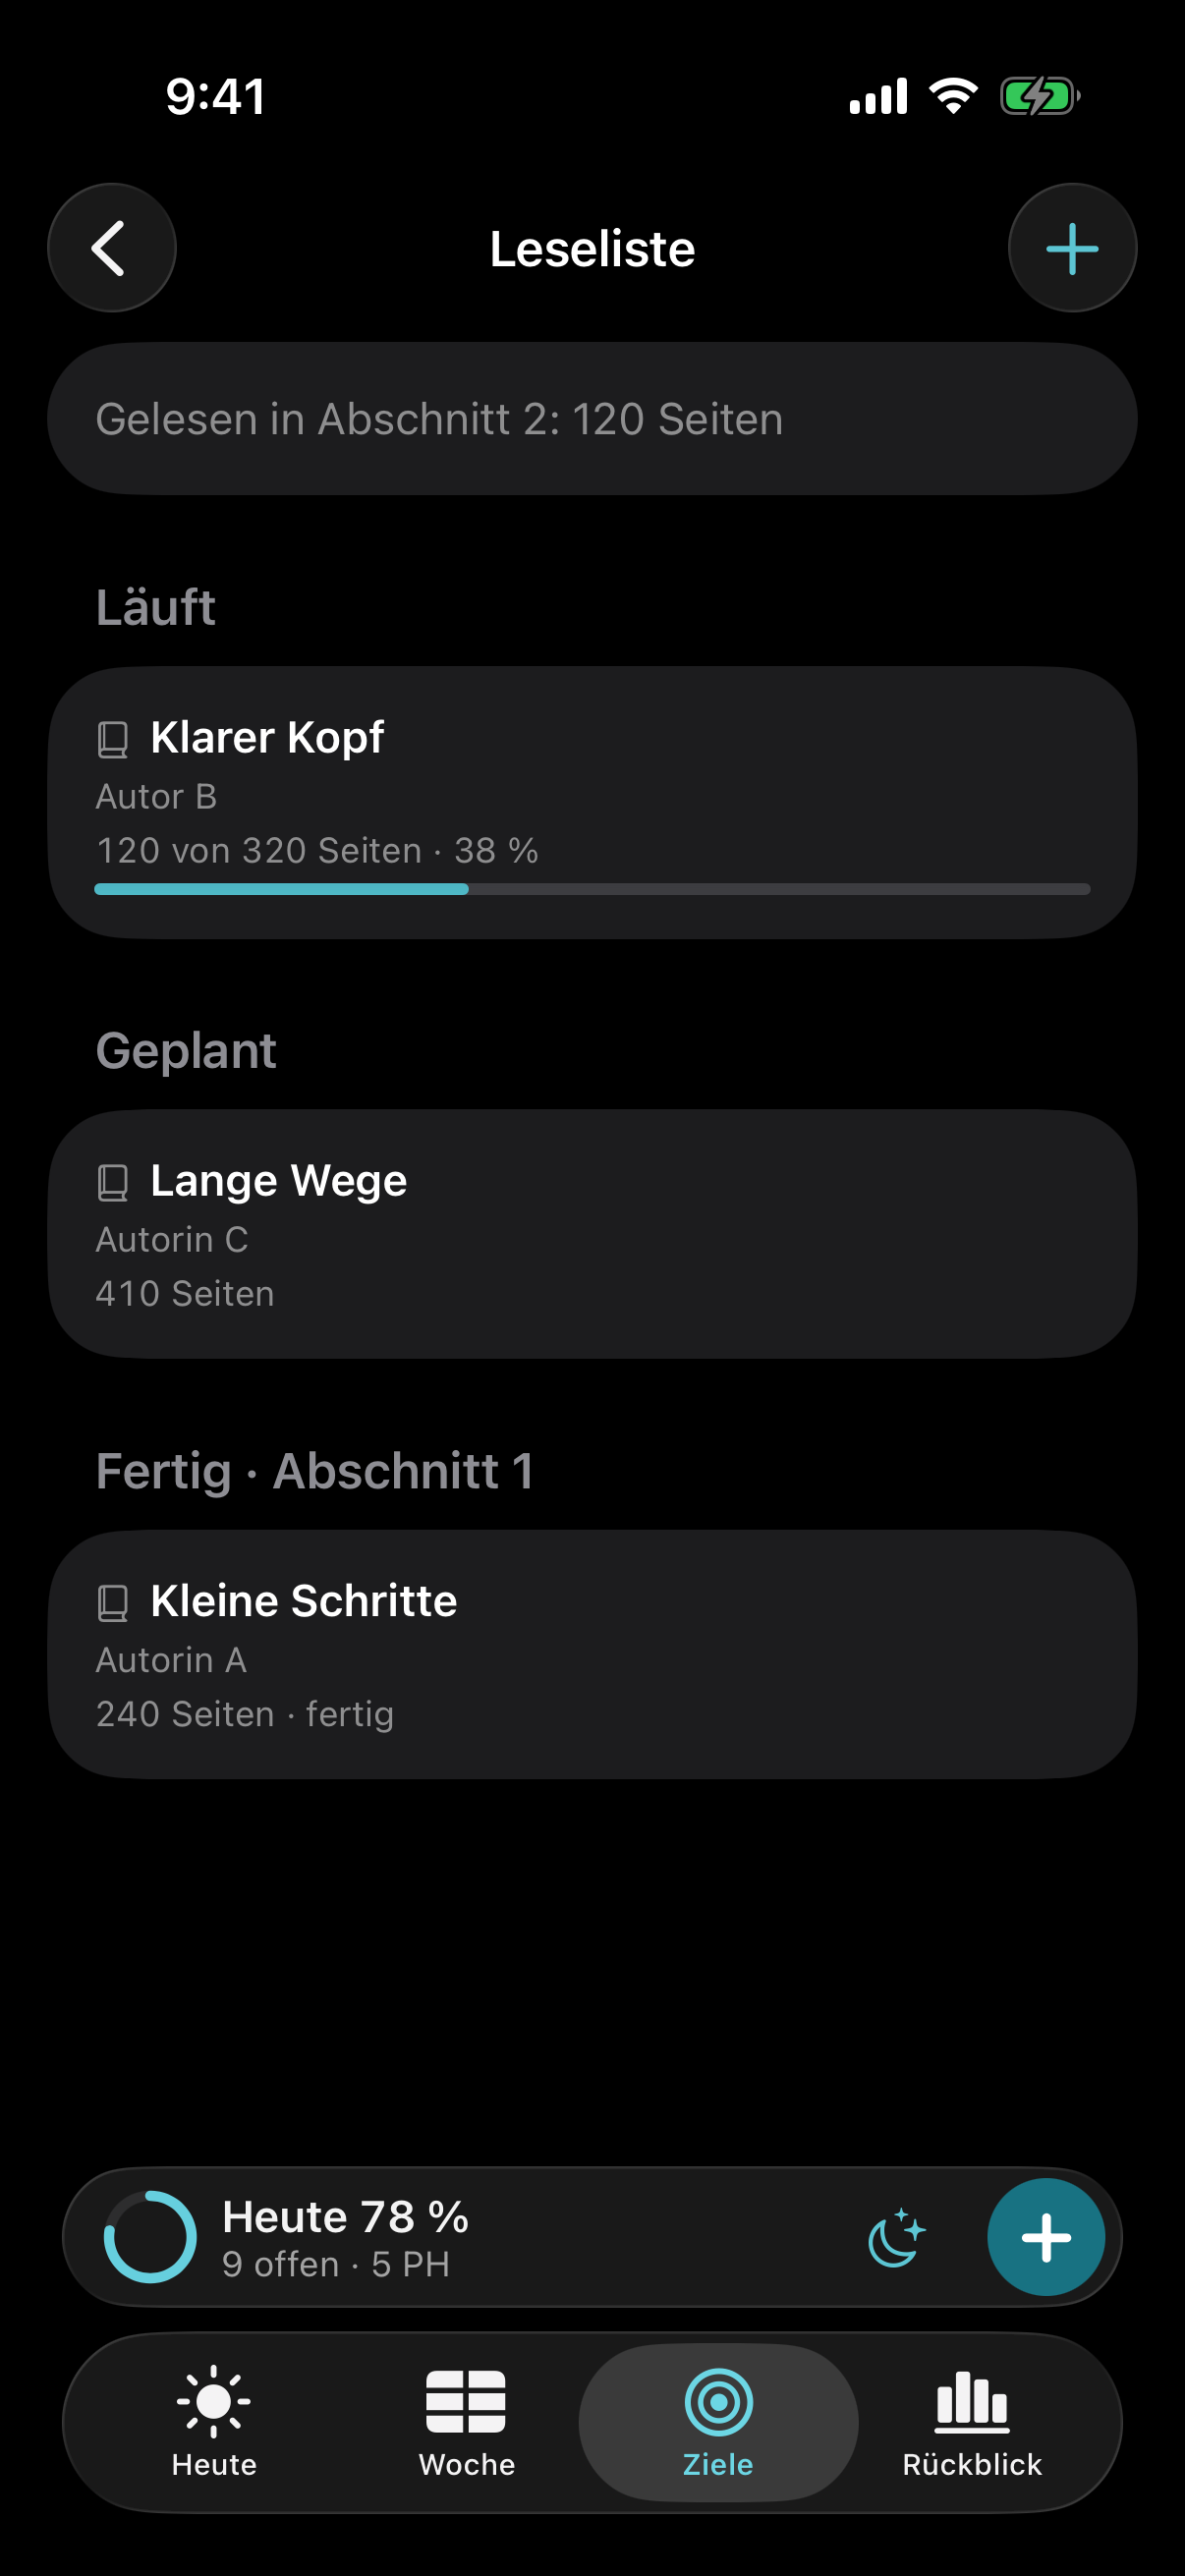 9:41
Leseliste
Gelesen in Abschnitt 2: 120 Seiten
Läuft
Klarer Kopf
Autor B
120 von 320 Seiten · 38 %
Geplant
Lange Wege
Autorin C
410 Seiten
Fertig · Abschnitt 1
Kleine Schritte
Autorin A
240 Seiten · fertig
Heute 78 %
9 offen · 5 PH
Heute
Woche
Ziele
Rückblick